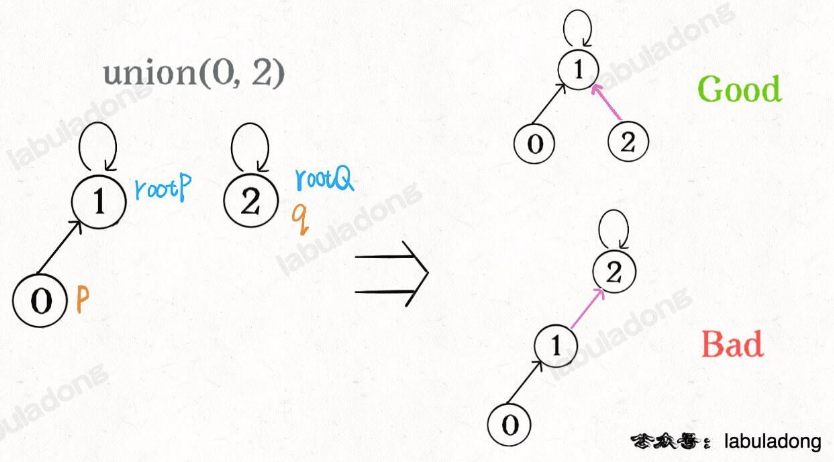 union(0, 2)
1
rootP
2
rootQ
q
0
p
1
0
2
Good
2
1
0
Bad
公众号：labuladong
labuladong
labuladong
labuladong
labuladong
labuladong